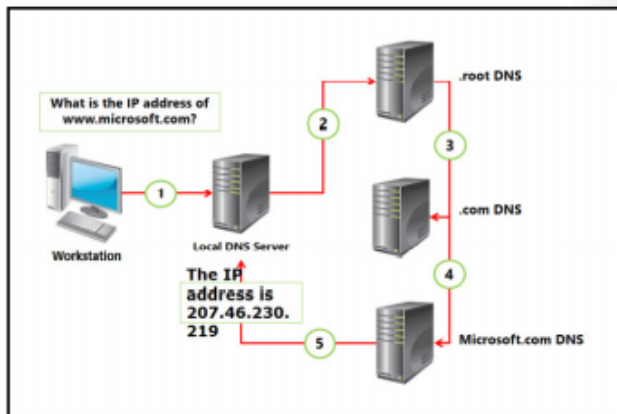 What is the IP address of
www.microsoft.com?
1
Workstation
Local DNS Server
2
.root DNS
3
.com DNS
4
Microsoft.com DNS
5
The IP
address is
207.46.230.
219